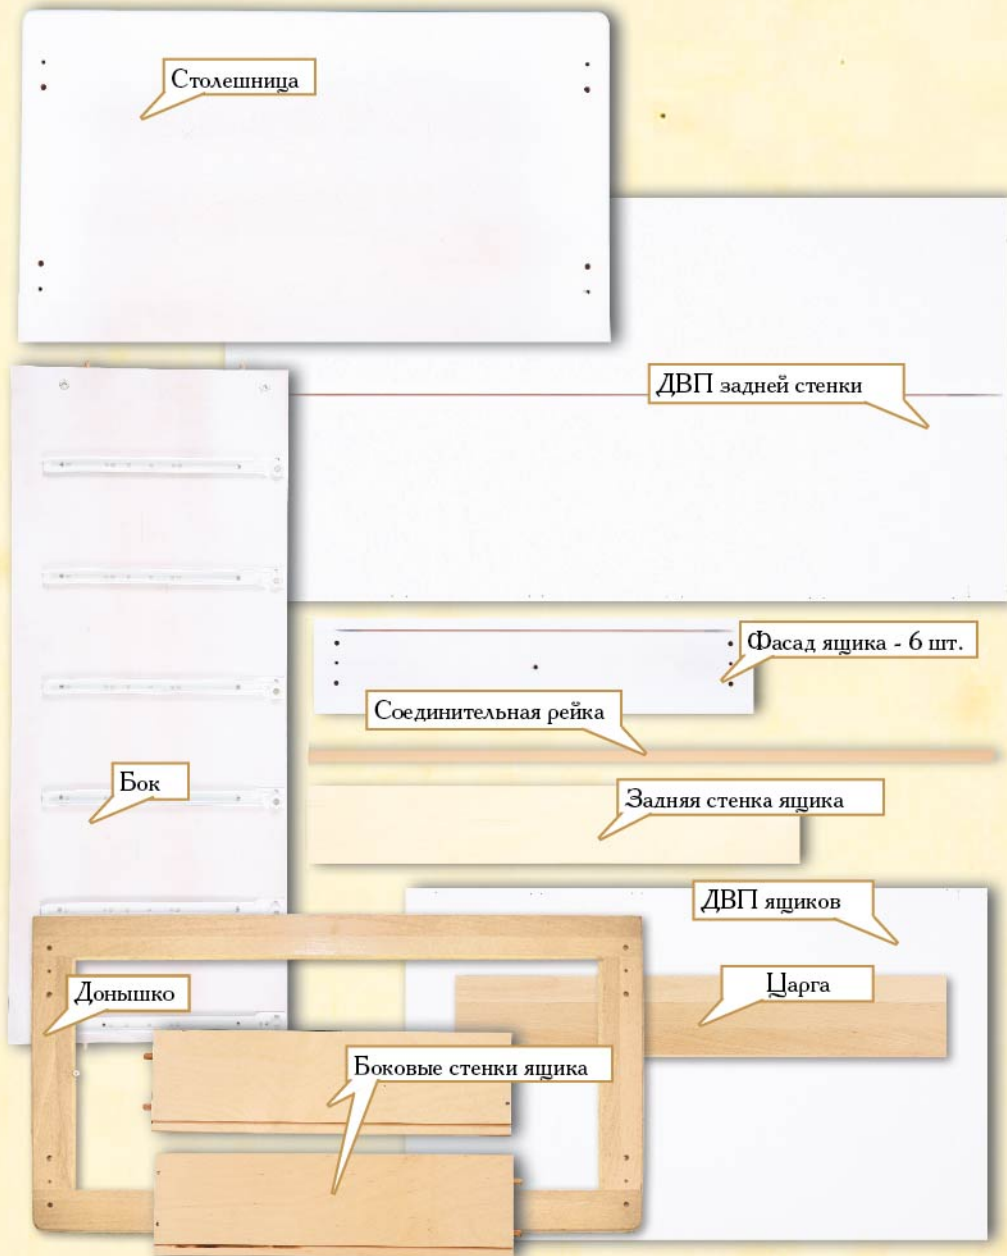 Столешница
ДВП задней стенки
Фасад ящика - 6 шт.
Соединительная рейка
Бок
Задняя стенка ящика
ДВП ящиков
Донышко
Царга
Боковые стенки ящика